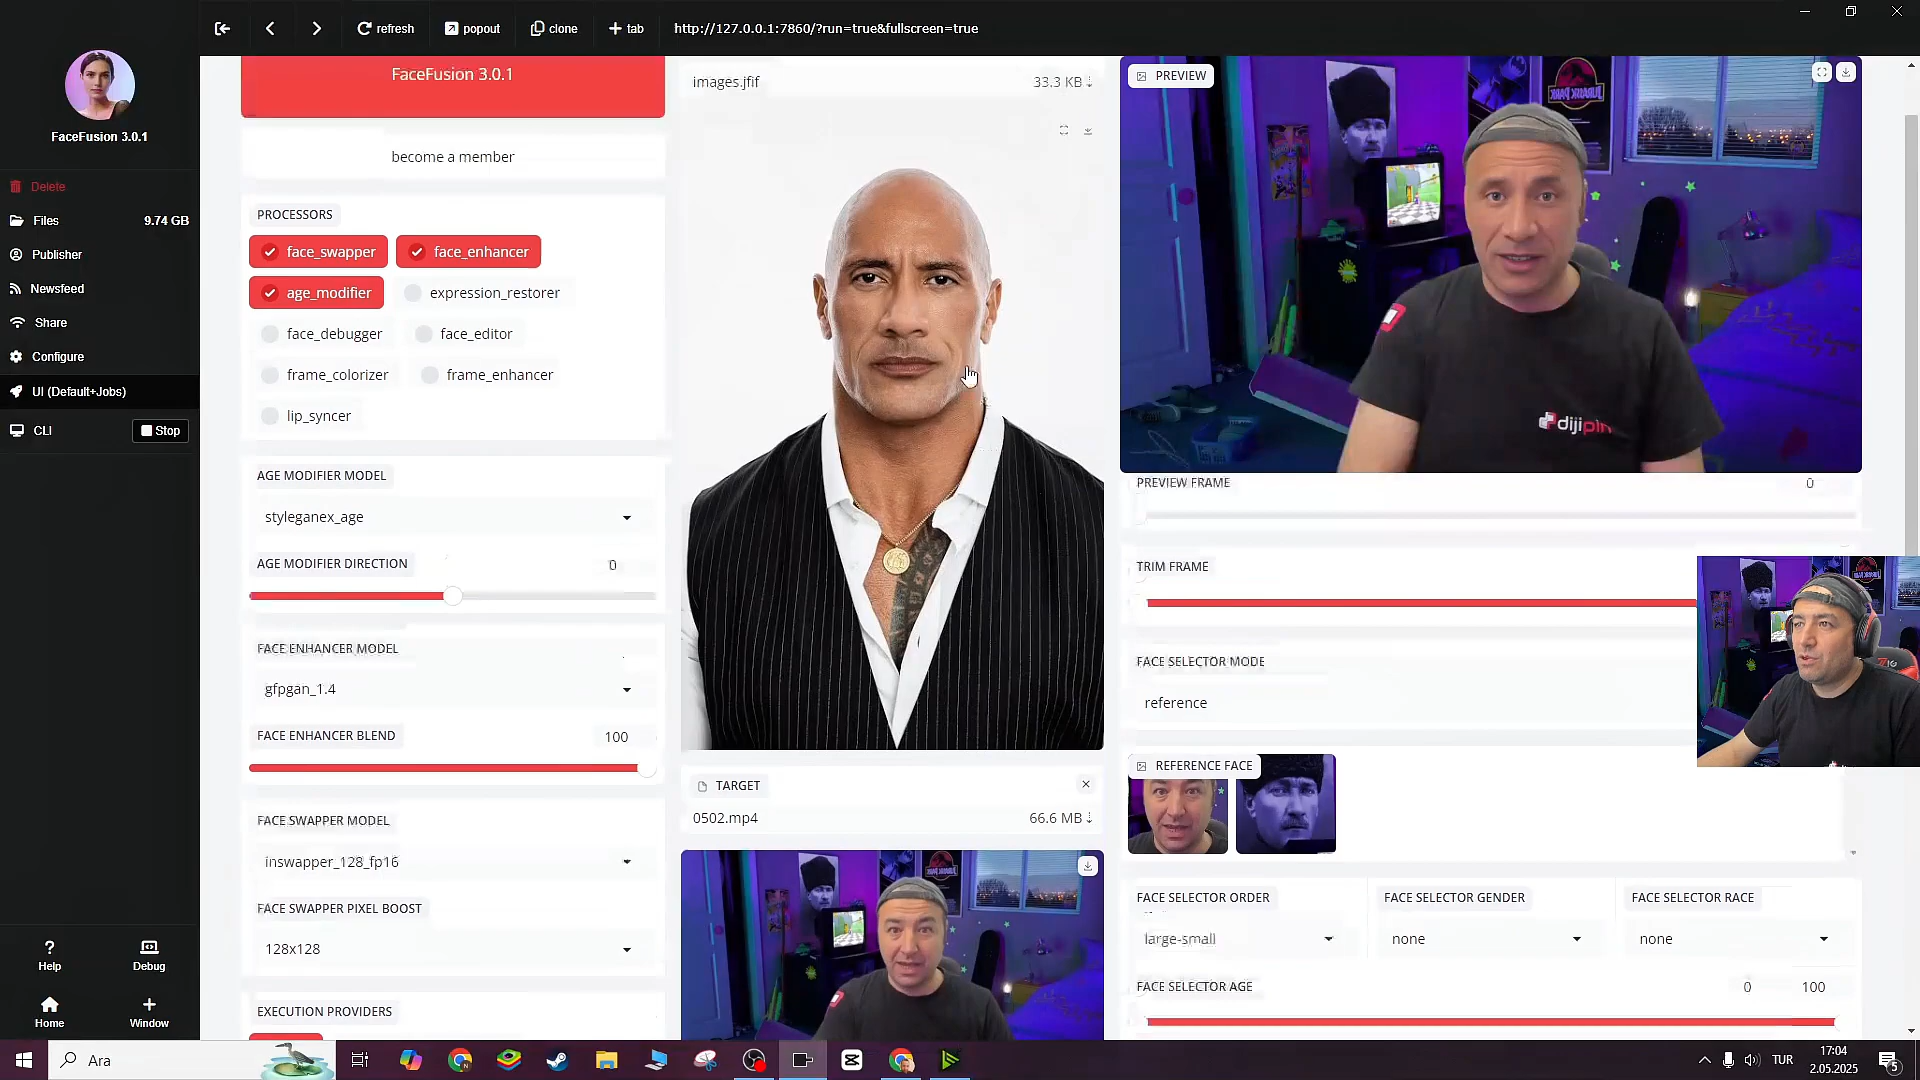 refresh
popout
clone
tab
http://127.0.0.1:7860/?run=true&fullscreen=true
FaceFusion 3.0.1
Delete
Files 9.74 GB
Publisher
Newsfeed
Share
Configure
UI (Default+Jobs)
CLI
Stop
Help
Debug
Home
Window
FaceFusion 3.0.1
become a member
PROCESSORS
face_swapper
face_enhancer
age_modifier
expression_restorer
face_debugger
face_editor
frame_colorizer
frame_enhancer
lip_syncer
AGE MODIFIER MODEL
styleganex_age
AGE MODIFIER DIRECTION 0
FACE ENHANCER MODEL
gfpgan_1.4
FACE ENHANCER BLEND 100
FACE SWAPPER MODEL
inswapper_128_fp16
FACE SWAPPER PIXEL BOOST
128x128
EXECUTION PROVIDERS
images.jfif 33.3 KB
TARGET
0502.mp4 66.6 MB
PREVIEW
JURASSIC PARK
dijipin
PREVIEW FRAME 0
TRIM FRAME
FACE SELECTOR MODE
reference
REFERENCE FACE
FACE SELECTOR ORDER
large-small
FACE SELECTOR GENDER
none
FACE SELECTOR RACE
none
FACE SELECTOR AGE 0 100
Ara
TUR
17:04
2.05.2025
5